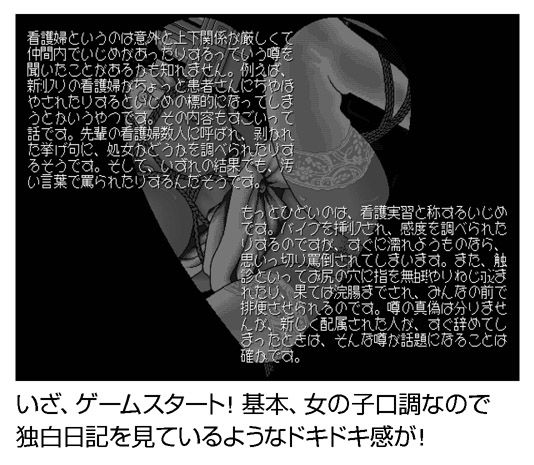 看護婦というのは意外と上下関係が厳しくて
仲間内でいじめがあったりするっていう噂を
聞いたことがあるかも知れません。例えば、
新入りの看護婦がちょっと患者さんにちやほ
やされたりするといじめの標的になってしま
うとかいうやつです。その内容もすごいって
話です。先輩の看護婦数人に呼ばれ、剥かれ
た挙げ句に、処女かどうかを調べられたりす
るそうです。そして、いずれの結果でも、汚
い言葉で罵られたりするんだそうです。
もっとひどいのは、看護実習と称するいじめ
です。バイブを挿入され、感度を調べられた
りするのですが、すぐに濡れようものなら、
思いっ切り罵倒されてしまいます。また、触
診といってお尻の穴に指を無理やりねじ込ま
れたり、果ては浣腸までされ、みんなの前で
排便させられるのです。噂の真偽は分りませ
んが、新しく配属された人が、すぐ辞めてし
まったときは、そんな噂が話題になることは
確かです。
いざ、ゲームスタート! 基本、女の子口調なので
独白日記を見ているようなドキドキ感が!